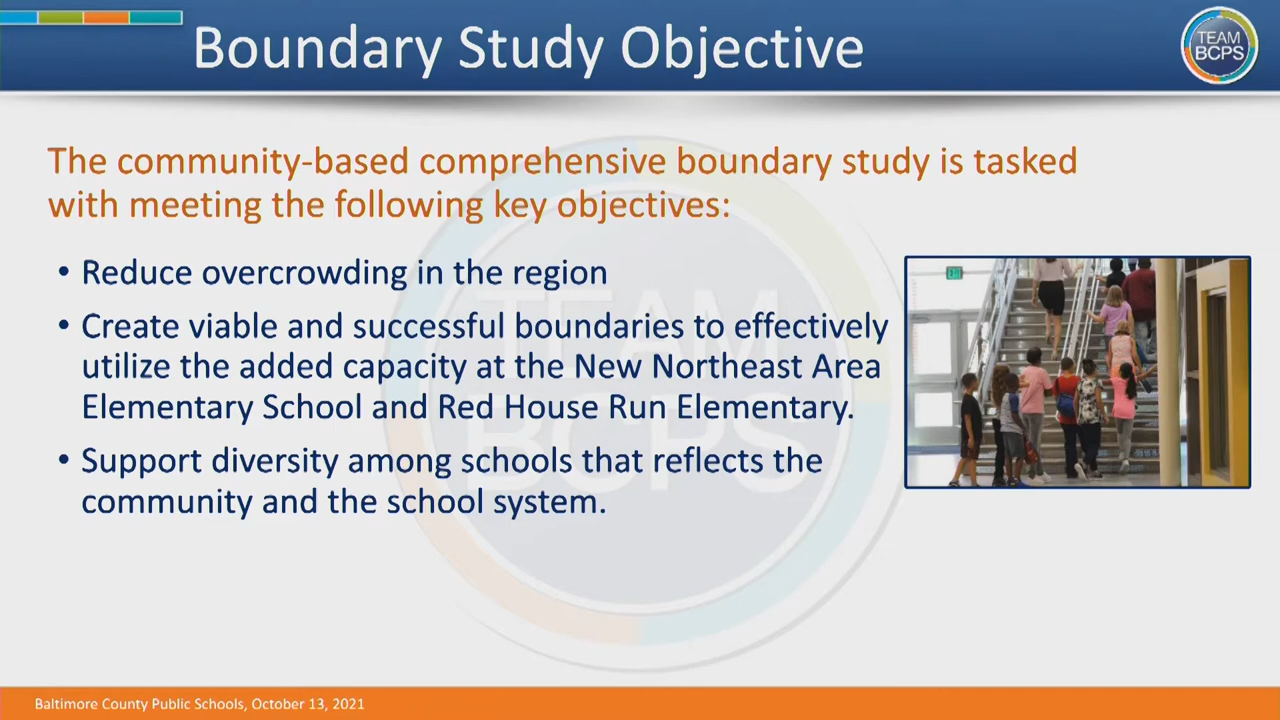 Boundary Study Objective
TEAM
BCPS
The community-based comprehensive boundary study is tasked
with meeting the following key objectives:
• Reduce overcrowding in the region
• Create viable and successful boundaries to effectively
utilize the added capacity at the New Northeast Area
Elementary School and Red House Run Elementary.
• Support diversity among schools that reflects the
community and the school system.
TEAM
BCPS
Baltimore County Public Schools, October 13, 2021